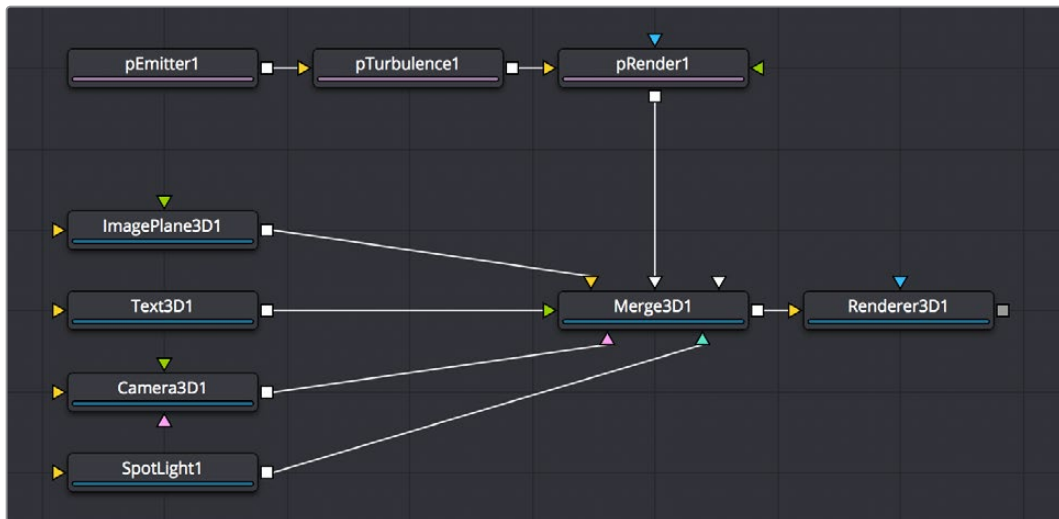 pEmitter1
pTurbulence1
pRender1
ImagePlane3D1
Text3D1
Merge3D1
Renderer3D1
Camera3D1
SpotLight1